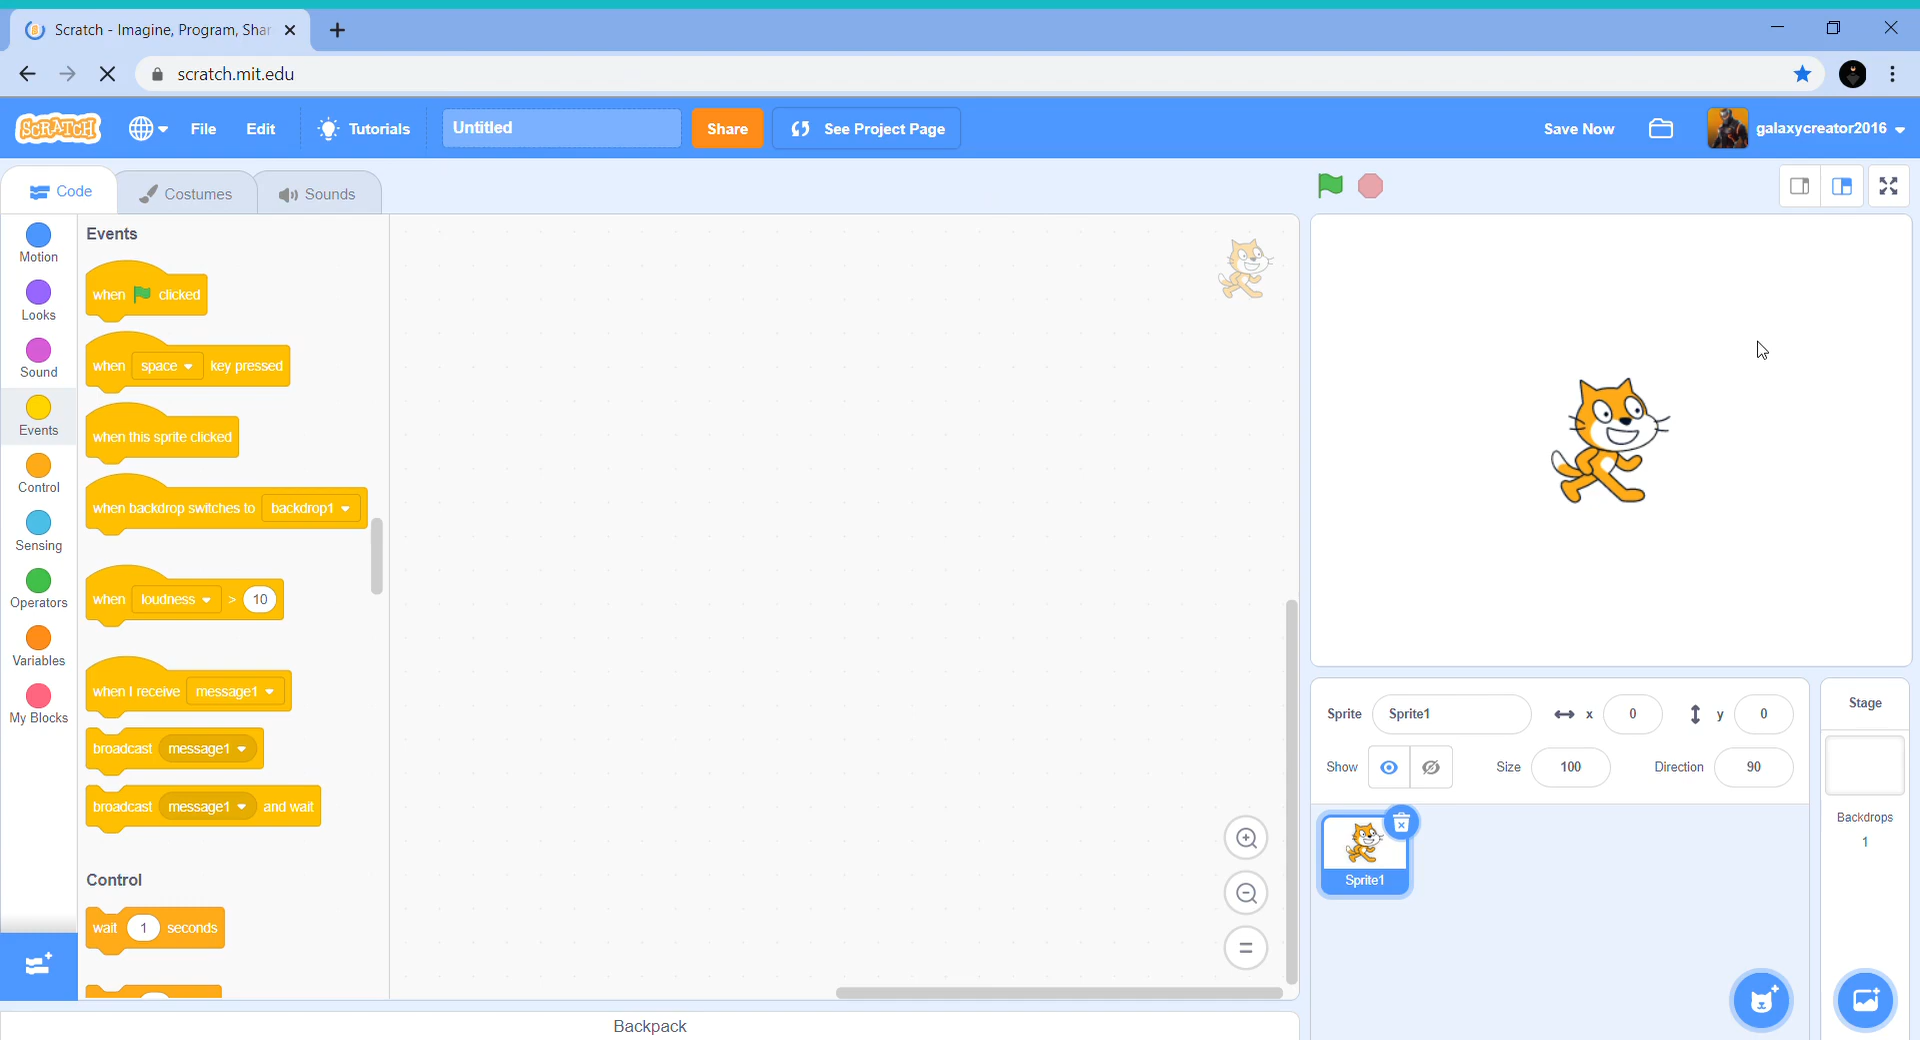 Scratch - Imagine, Program, Shar
scratch.mit.edu
SCRATCH
File
Edit
Tutorials
Untitled
Share
See Project Page
Save Now
galaxycreator2016
Code
Costumes
Sounds
Motion
Looks
Sound
Events
Control
Sensing
Operators
Variables
My Blocks
Events
when clicked
when space key pressed
when this sprite clicked
when backdrop switches to backdrop1
when loudness > 10
when I receive message1
broadcast message1
broadcast message1 and wait
Control
wait 1 seconds
Backpack
Sprite Sprite1 x 0 y 0
Show Size 100 Direction 90
Sprite1
Stage
Backdrops
1